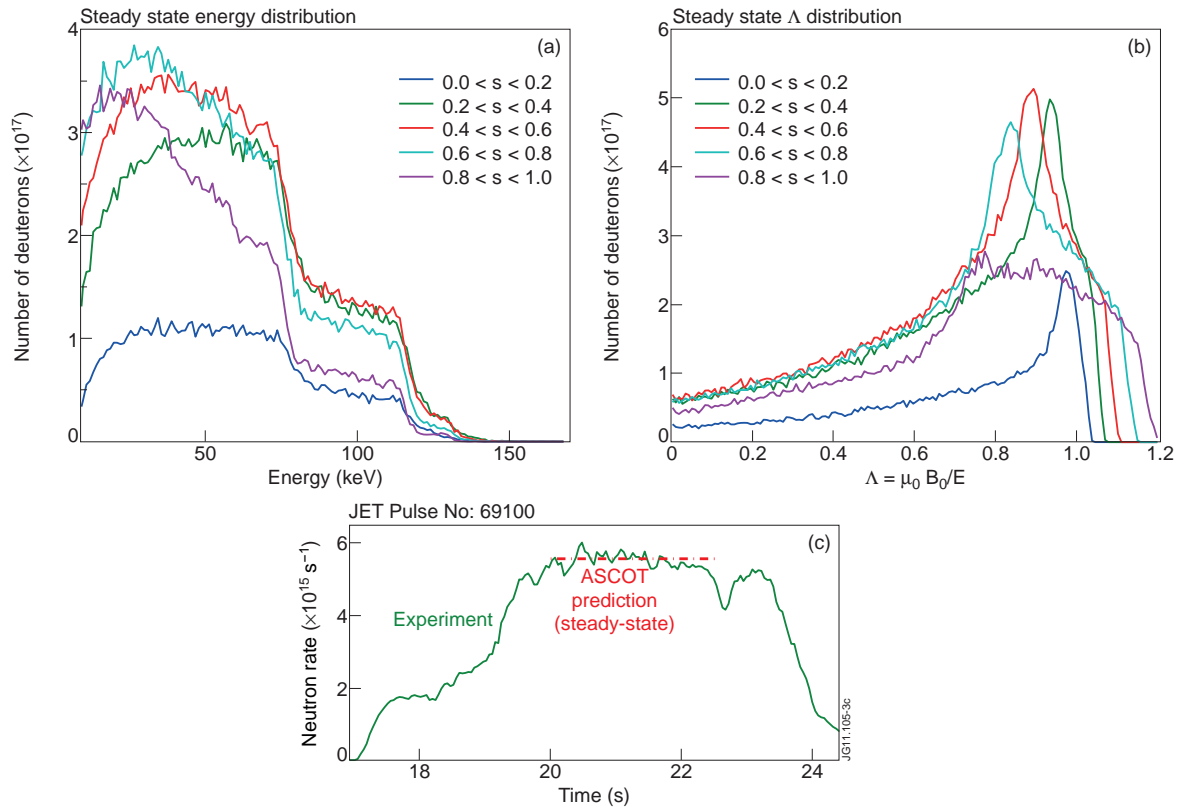 Steady state energy distribution
(a)
0.0 < s < 0.2
0.2 < s < 0.4
0.4 < s < 0.6
0.6 < s < 0.8
0.8 < s < 1.0
Number of deuterons (×10¹⁷)
4
3
2
1
0
50
100
150
Energy (keV)
Steady state Λ distribution
(b)
0.0 < s < 0.2
0.2 < s < 0.4
0.4 < s < 0.6
0.6 < s < 0.8
0.8 < s < 1.0
Number of deuterons (×10¹⁷)
6
5
4
3
2
1
0
0
0.2
0.4
0.6
0.8
1.0
1.2
Λ = μ₀ B₀/E
JET Pulse No: 69100
(c)
Neutron rate (×10¹⁵ s⁻¹)
6
4
2
0
Experiment
ASCOT
prediction
(steady-state)
18
20
22
24
Time (s)
JG11.105-3c